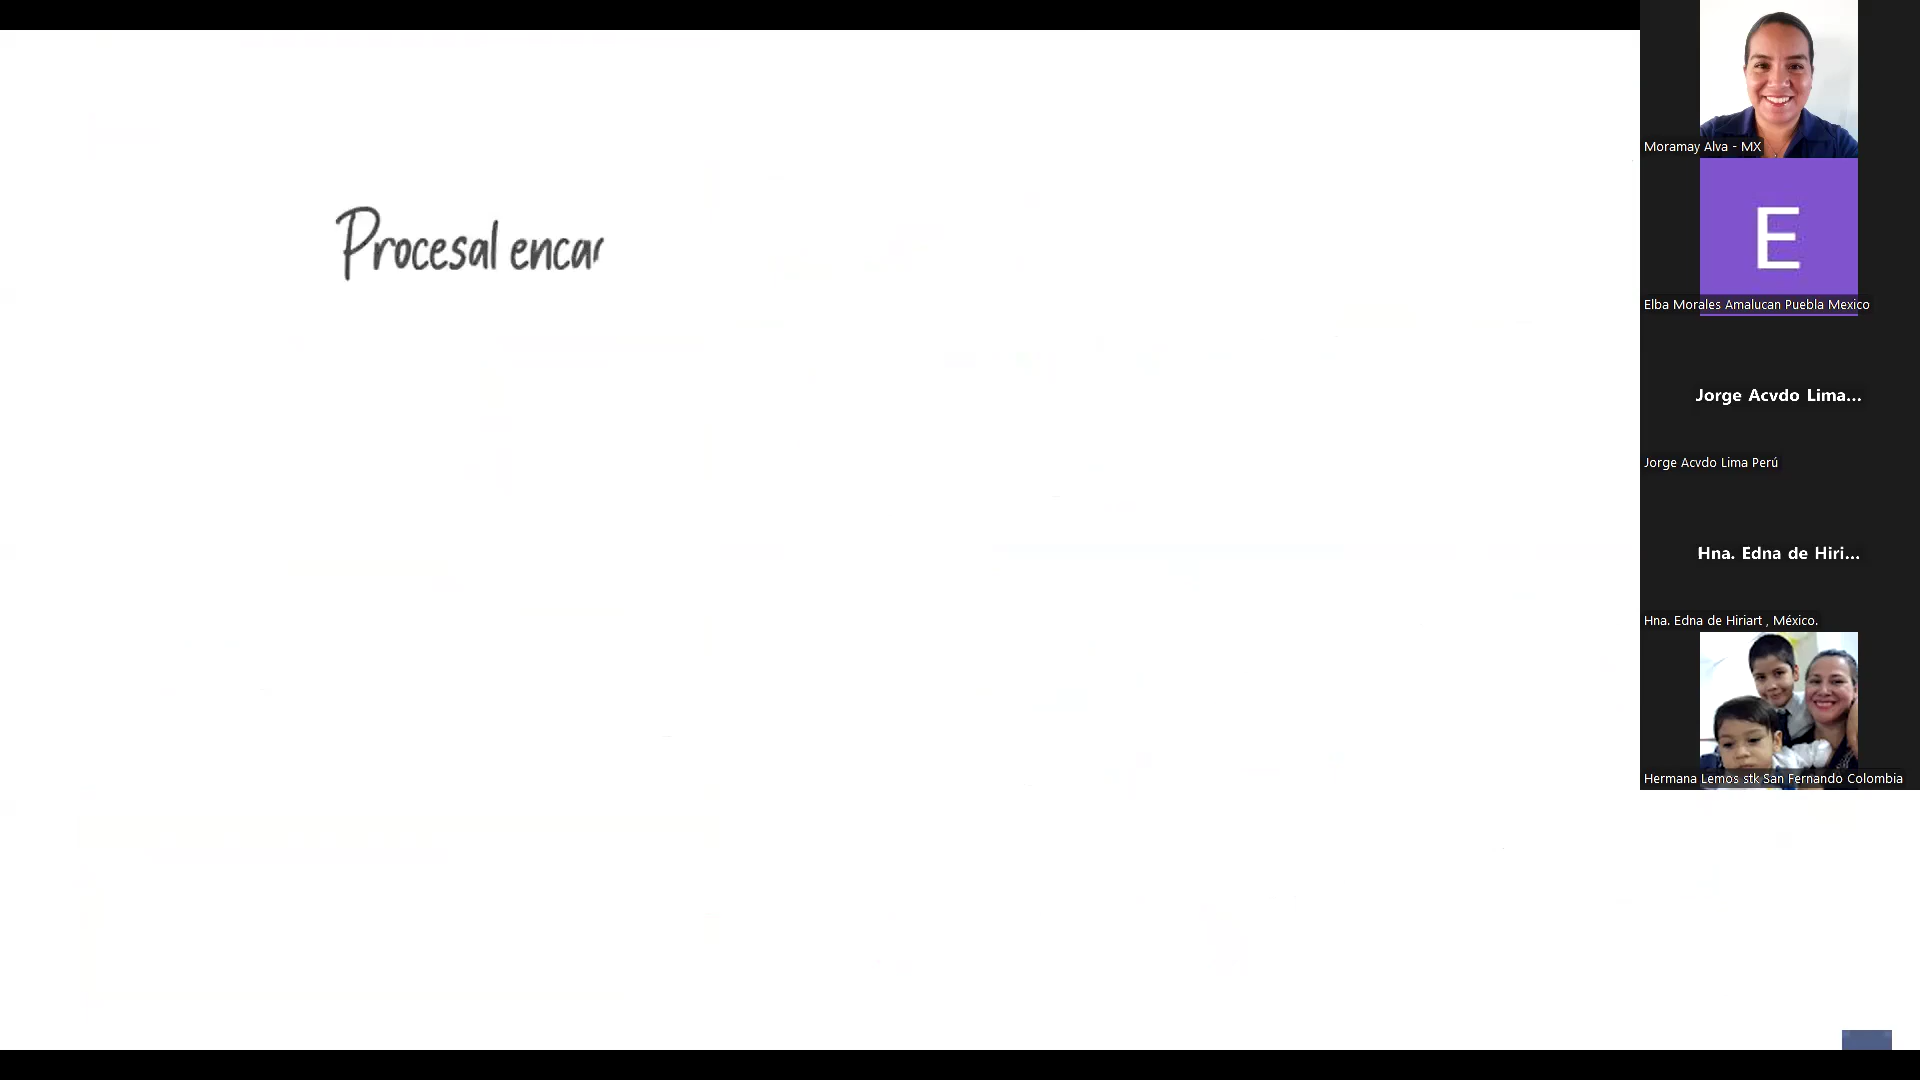 Procesal encar
Moramay Alva - MX
E
Elba Morales Amalucan Puebla Mexico
Jorge Acvdo Lima...
Jorge Acvdo Lima Perú
Hna. Edna de Hiri...
Hna. Edna de Hiriart , México.
Hermana Lemos stk San Fernando Colombia